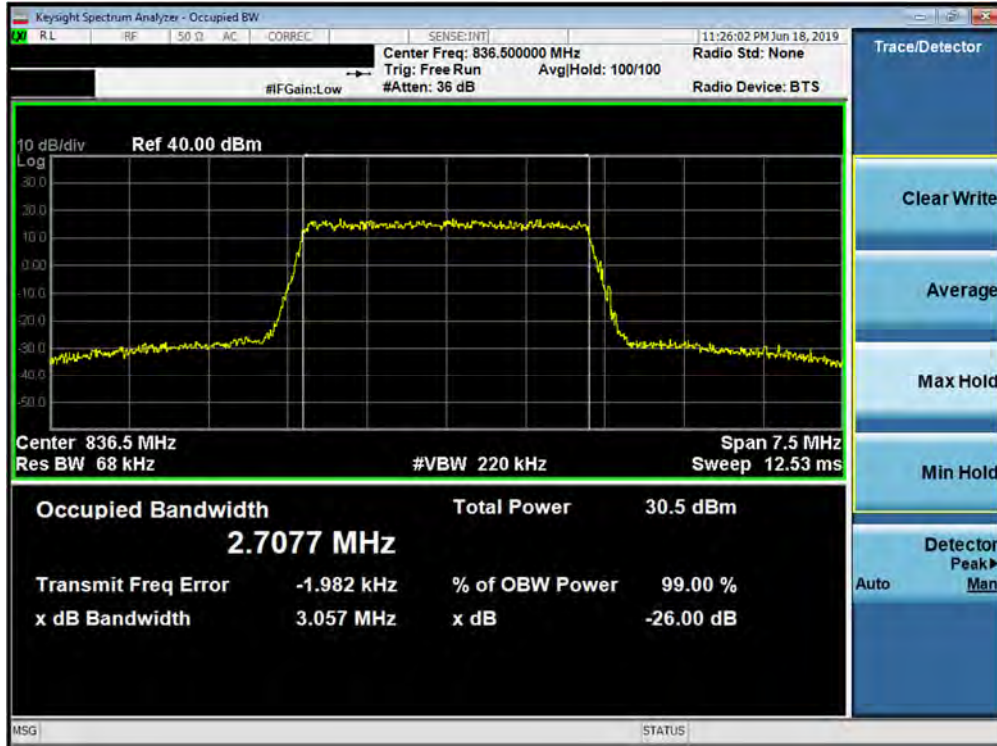 Keysight Spectrum Analyzer - Occupied BW
LXI RL RF 50 Ω AC CORREC SENSE:INT 11:26:02 PM Jun 18, 2019
Center Freq: 836.500000 MHz Radio Std: None
Trig: Free Run Avg|Hold: 100/100
#IFGain:Low #Atten: 36 dB Radio Device: BTS
10 dB/div Ref 40.00 dBm
Log
30.0
20.0
10.0
0.00
-10.0
-20.0
-30.0
-40.0
-50.0
Center 836.5 MHz Span 7.5 MHz
Res BW 68 kHz #VBW 220 kHz Sweep 12.53 ms
Occupied Bandwidth Total Power 30.5 dBm
2.7077 MHz
Transmit Freq Error -1.982 kHz % of OBW Power 99.00 %
x dB Bandwidth 3.057 MHz x dB -26.00 dB
MSG STATUS
Trace/Detector
Clear Write
Average
Max Hold
Min Hold
Detector
Peak▶
Auto Man